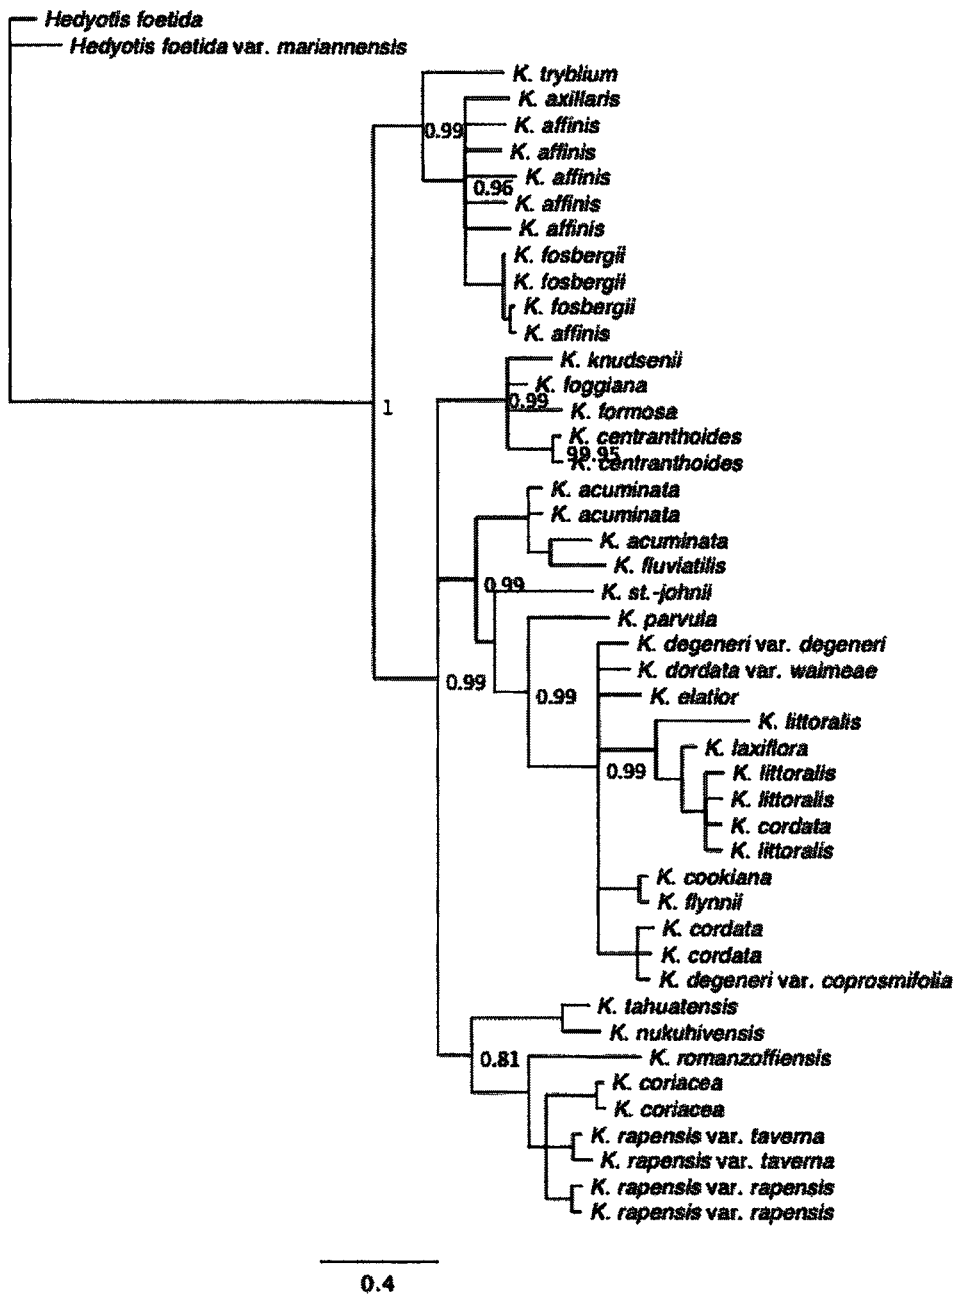 Hedyotis foetida
Hedyotis foetida var. mariannensis
K. tryblium
K. axillaris
K. affinis
0.99
K. affinis
K. affinis
0.96
K. affinis
K. affinis
K. fosbergii
K. fosbergii
K. fosbergii
K. affinis
K. knudsenii
K. foggiana
0.99
K. formosa
1
K. centranthoides
99.95
K. centranthoides
K. acuminata
K. acuminata
K. acuminata
K. fluviatilis
0.99
K. st.-johnii
K. parvula
K. degeneri var. degeneri
K. dordata var. waimeae
0.99
0.99
K. elatior
K. littoralis
K. laxiflora
0.99
K. littoralis
K. littoralis
K. cordata
K. littoralis
K. cookiana
K. flynnii
K. cordata
K. cordata
K. degeneri var. coprosmifolia
K. tahuatensis
K. nukuhivensis
0.81
K. romanzoffiensis
K. coriacea
K. coriacea
K. rapensis var. taverna
K. rapensis var. taverna
K. rapensis var. rapensis
K. rapensis var. rapensis
0.4